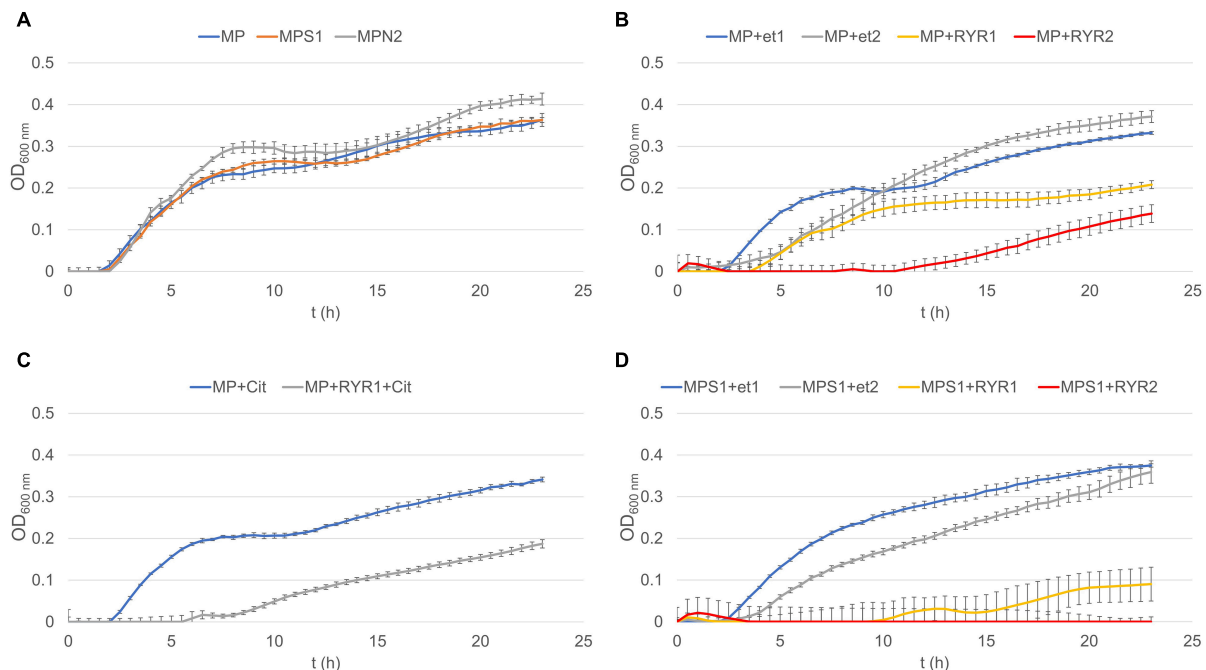 A
MP MPS1 MPN2
0.5
0.4
0.3
0.2
0.1
0
OD600 nm
0 5 10 15 20 25
t (h)
B
MP+et1 MP+et2 MP+RYR1 MP+RYR2
0.5
0.4
0.3
0.2
0.1
0
OD600 nm
0 5 10 15 20 25
t (h)
C
MP+Cit MP+RYR1+Cit
0.5
0.4
0.3
0.2
0.1
0
OD600 nm
0 5 10 15 20 25
t (h)
D
MPS1+et1 MPS1+et2 MPS1+RYR1 MPS1+RYR2
0.5
0.4
0.3
0.2
0.1
0
OD600 nm
0 5 10 15 20 25
t (h)